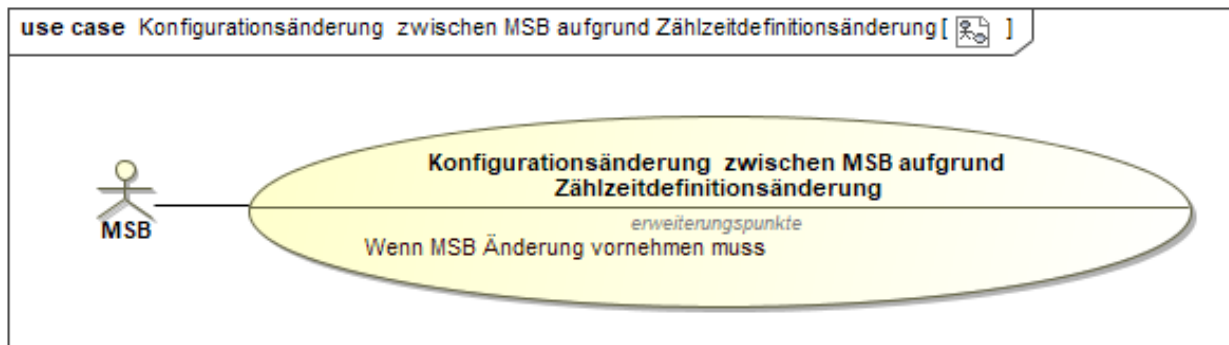 use case Konfigurationsänderung zwischen MSB aufgrund Zählzeitdefinitionsänderung[ ]
Konfigurationsänderung zwischen MSB aufgrund
Zählzeitdefinitionsänderung
erweiterungspunkte
Wenn MSB Änderung vornehmen muss
MSB